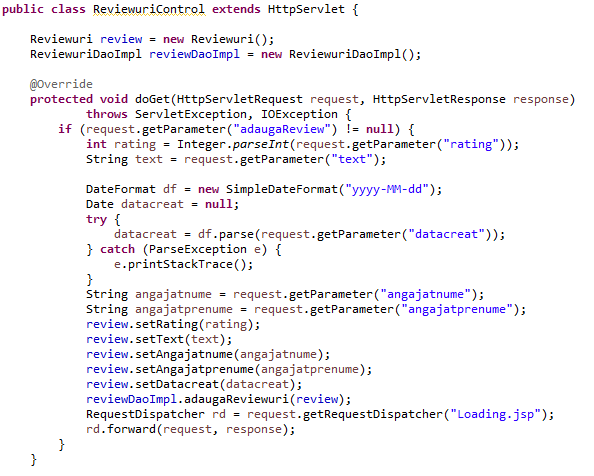 public class ReviewuriControl extends HttpServlet {
Reviewuri review = new Reviewuri();
ReviewuriDaoImpl reviewDaoImpl = new ReviewuriDaoImpl();
@Override
protected void doGet(HttpServletRequest request, HttpServletResponse response)
throws ServletException, IOException {
if (request.getParameter("adaugaReview") != null) {
int rating = Integer.parseInt(request.getParameter("rating"));
String text = request.getParameter("text");
DateFormat df = new SimpleDateFormat("yyyy-MM-dd");
Date datacreat = null;
try {
datacreat = df.parse(request.getParameter("datacreat"));
} catch (ParseException e) {
e.printStackTrace();
}
String angajatnume = request.getParameter("angajatnume");
String angajatprenume = request.getParameter("angajatprenume");
review.setRating(rating);
review.setText(text);
review.setAngajatnume(angajatnume);
review.setAngajatprenume(angajatprenume);
review.setDatacreat(datacreat);
reviewDaoImpl.adaugaReviewuri(review);
RequestDispatcher rd = request.getRequestDispatcher("Loading.jsp");
rd.forward(request, response);
}
}